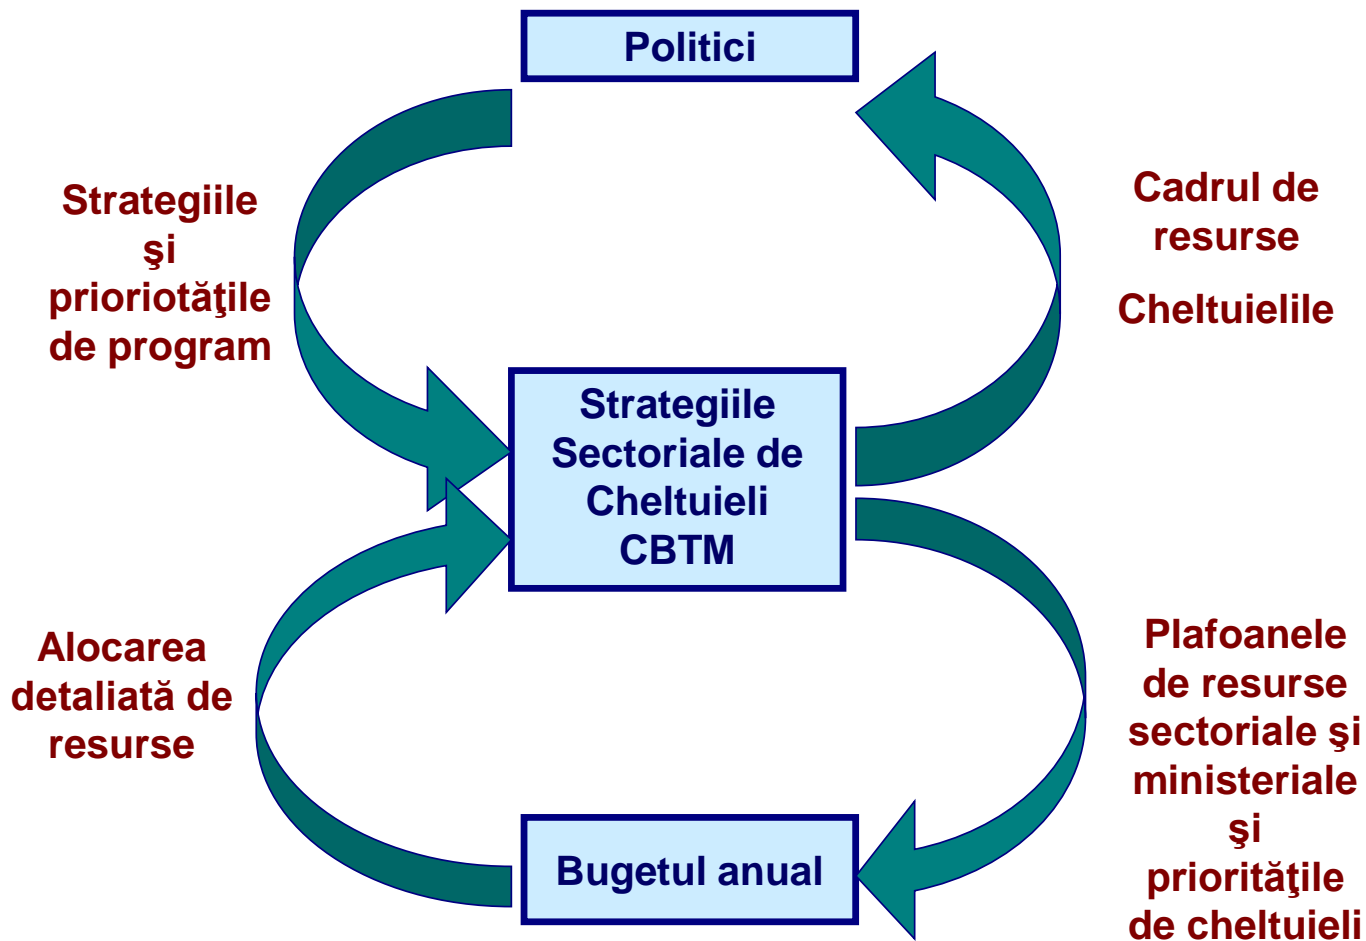 Politici
Strategiile
şi
prioriotăţile
de program
Cadrul de
resurse
Cheltuielile
Strategiile
Sectoriale de
Cheltuieli
CBTM
Alocarea
detaliată de
resurse
Plafoanele
de resurse
sectoriale şi
ministeriale
şi
priorităţile
de cheltuieli
Bugetul anual